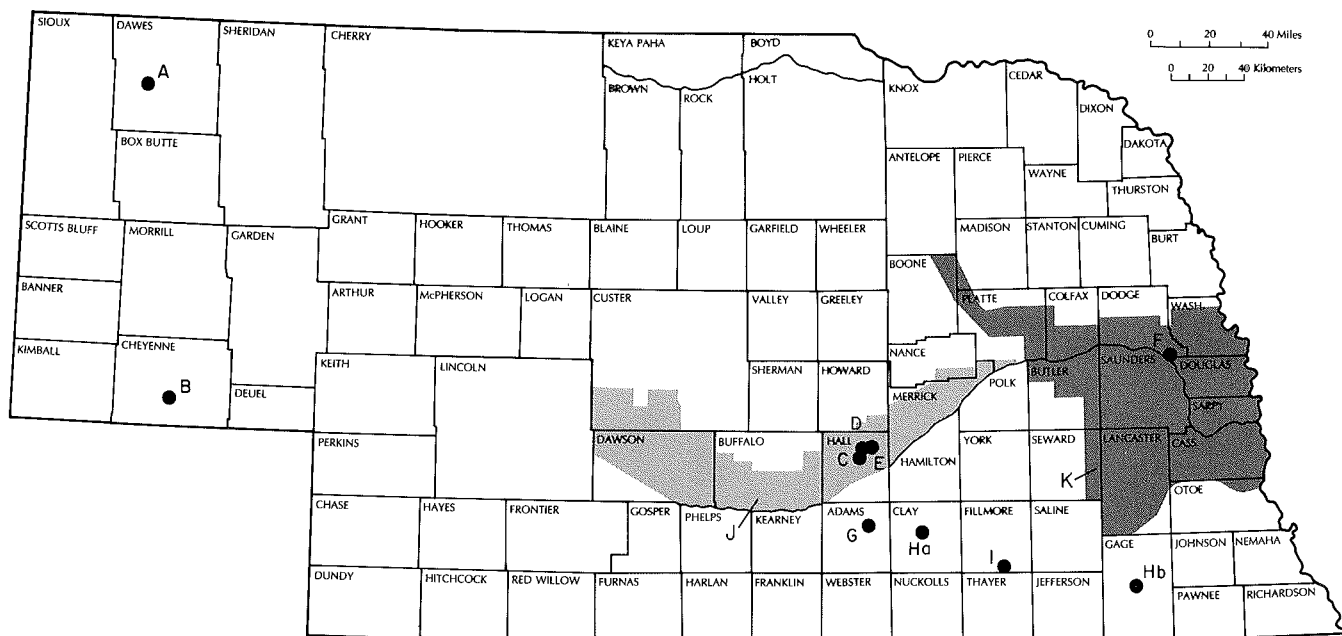 SIOUX
DAWES
SHERIDAN
CHERRY
KEYA PAHA
BOYD
0 20 40 Miles
0 20 40 Kilometers
A
HOLT
BROWN
ROCK
KNOX
CEDAR
DIXON
BOX BUTTE
DAKOTA
ANTELOPE
PIERCE
WAYNE
THURSTON
SCOTTS BLUFF
MORRILL
GARDEN
GRANT
HOOKER
THOMAS
BLAINE
LOUP
GARFIELD
WHEELER
MADISON
STANTON
CUMING
BURT
BOONE
BANNER
ARTHUR
McPHERSON
LOGAN
CUSTER
VALLEY
GREELEY
PLATTE
COLFAX
DODGE
WASH.
KIMBALL
CHEYENNE
B
DEUEL
KEITH
LINCOLN
SHERMAN
HOWARD
NANCE
MERRICK
POLK
BUTLER
SAUNDERS
F
DOUGLAS
SARPY
PERKINS
DAWSON
BUFFALO
HALL
D
C
E
HAMILTON
YORK
SEWARD
K
LANCASTER
CASS
OTOE
CHASE
HAYES
FRONTIER
GOSPER
PHELPS
J
KEARNEY
ADAMS
G
CLAY
Ha
FILLMORE
I
SALINE
GAGE
Hb
JOHNSON
NEMAHA
DUNDY
HITCHCOCK
RED WILLOW
FURNAS
HARLAN
FRANKLIN
WEBSTER
NUCKOLLS
THAYER
JEFFERSON
PAWNEE
RICHARDSON